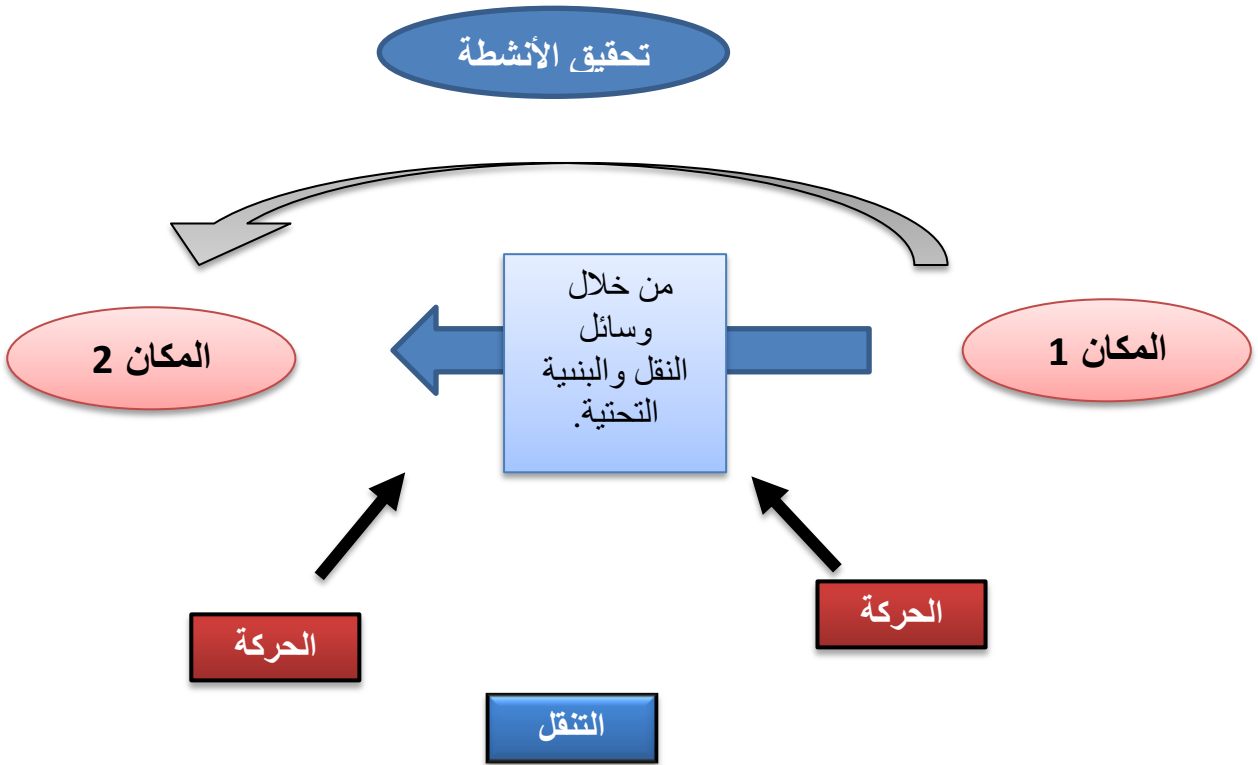 تحقيق الأنشطة
المكان 1
من خلال
وسائل
النقل والبنية
التحتية.
المكان 2
الحركة
الحركة
التنقل